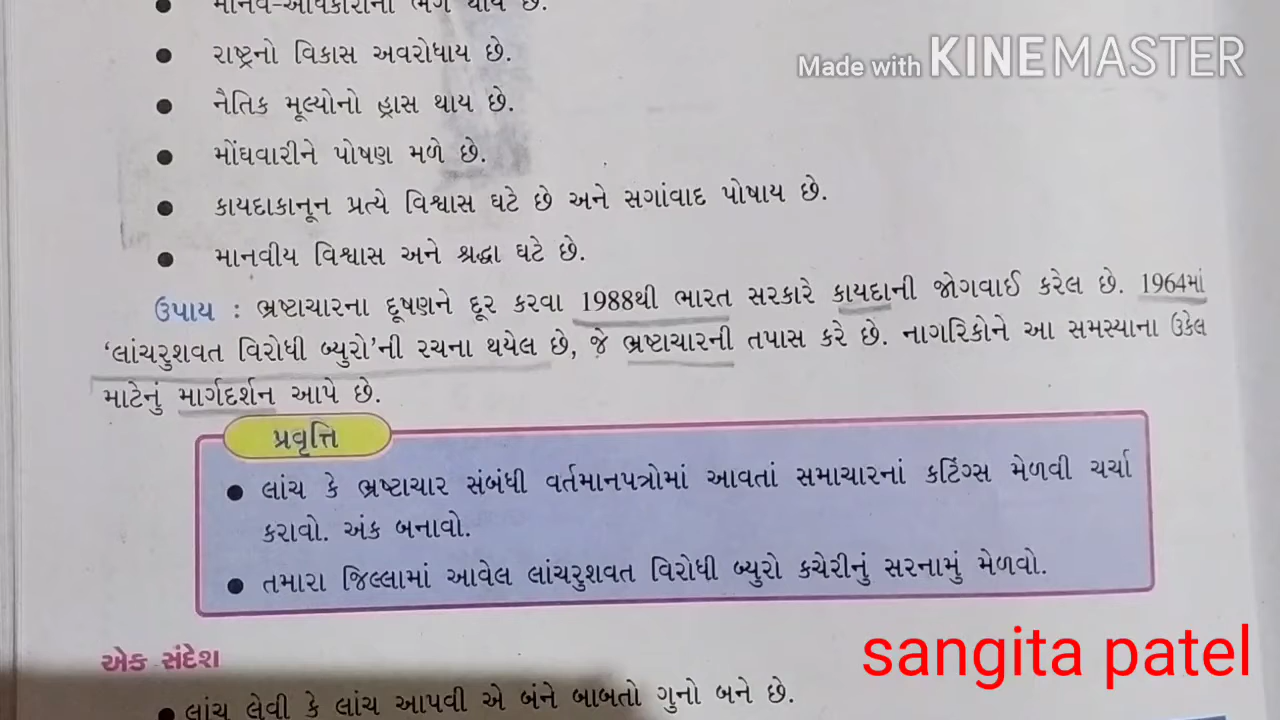 થાય છે.
• રાષ્ટ્રનો વિકાસ અવરોધાય છે.
Made with KINEMASTER
• નૈતિક મૂલ્યોનો હ્રાસ થાય છે.
• મોંઘવારીને પોષણ મળે છે.
• કાયદાકાનૂન પ્રત્યે વિશ્વાસ ઘટે છે અને સગાંવાદ પોષાય છે.
• માનવીય વિશ્વાસ અને શ્રદ્ધા ઘટે છે.
ઉપાય : ભ્રષ્ટાચારના દૂષણને દૂર કરવા 1988થી ભારત સરકારે કાયદાની જોગવાઈ કરેલ છે. 1964માં
‘લાંચરુશવત વિરોધી બ્યુરો’ની રચના થયેલ છે, જે ભ્રષ્ટાચારની તપાસ કરે છે. નાગરિકોને આ સમસ્યાના ઉકેલ
માટેનું માર્ગદર્શન આપે છે.
પ્રવૃત્તિ
• લાંચ કે ભ્રષ્ટાચાર સંબંધી વર્તમાનપત્રોમાં આવતાં સમાચારનાં કટિંગ્સ મેળવી ચર્ચા
કરાવો. અંક બનાવો.
• તમારા જિલ્લામાં આવેલ લાંચરુશવત વિરોધી બ્યુરો કચેરીનું સરનામું મેળવો.
એક સંદેશ
• લાંચ લેવી કે લાંચ આપવી એ બંને બાબતો ગુનો બને છે.
sangita patel